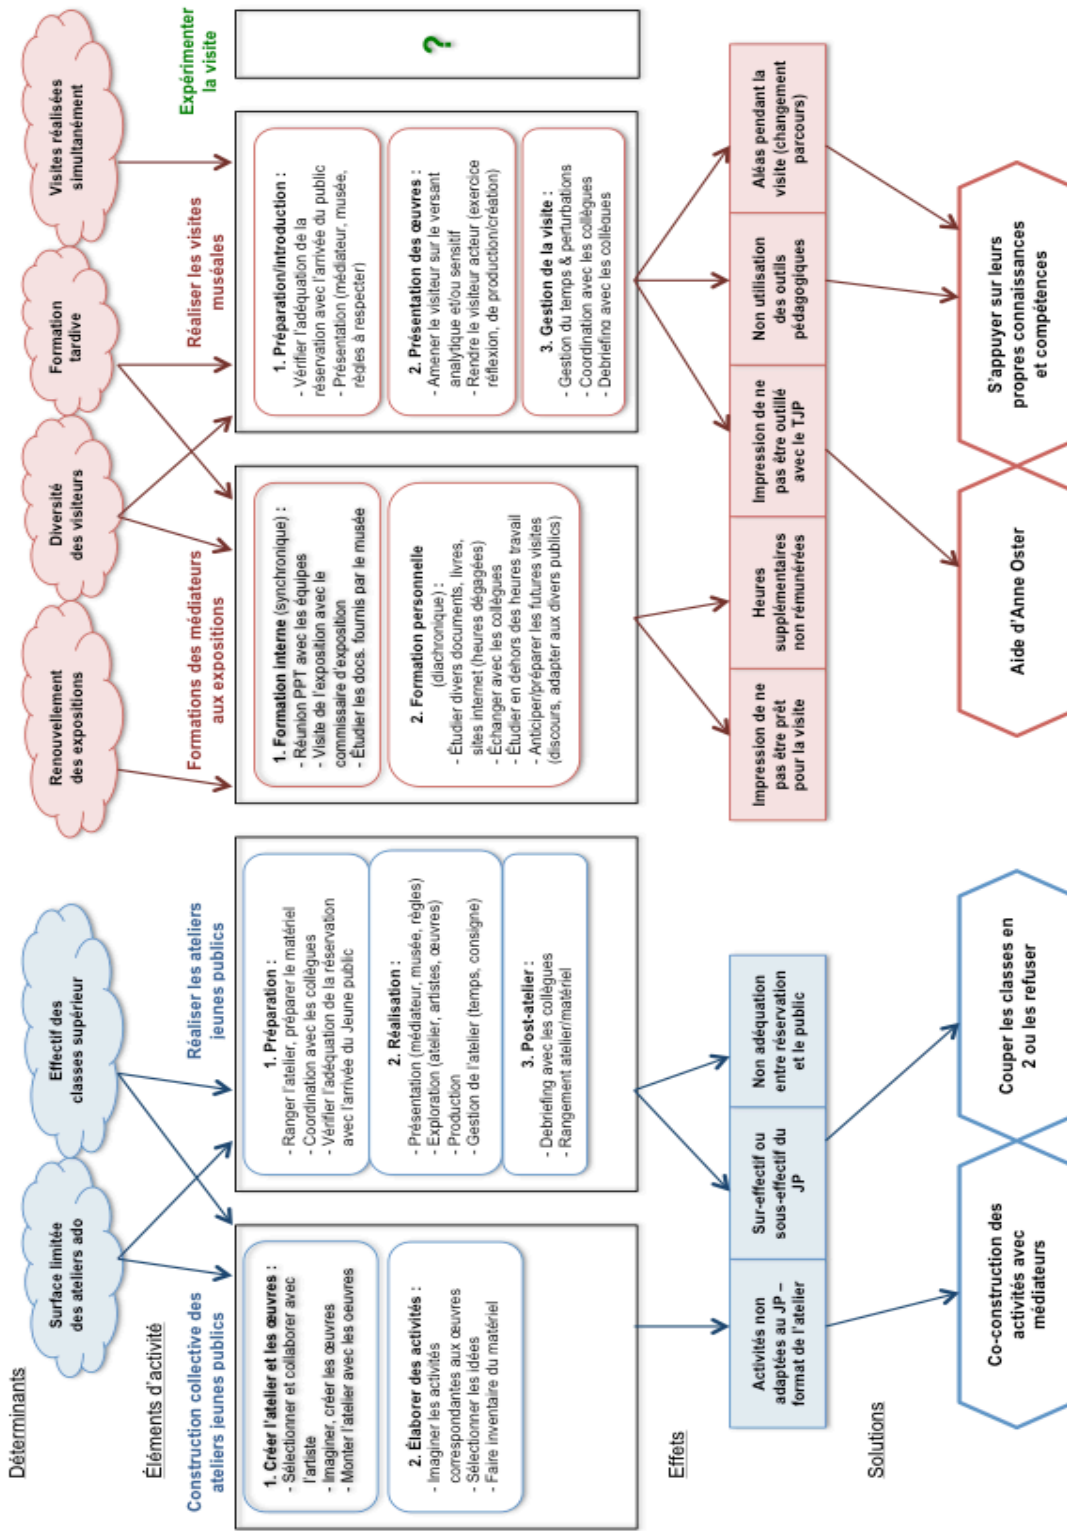 Déterminants
Surface limitée
des ateliers ado
Effectif des
classes supérieur
Renouvellement
des expositions
Diversité
des visiteurs
Formation
tardive
Visites réalisées
simultanément
Éléments d'activité
Construction collective des
ateliers jeunes publics
Réaliser les ateliers
jeunes publics
Formations des médiateurs
aux expositions
Réaliser les visites
muséales
Expérimenter
la visite
1. Créer l'atelier et les œuvres :
- Sélectionner et collaborer avec
l'artiste
- Imaginer, créer les œuvres
- Monter l'atelier avec les oeuvres
2. Élaborer des activités :
- Imaginer les activités
correspondantes aux œuvres
- Sélectionner les idées
- Faire inventaire du matériel
1. Préparation :
- Ranger l'atelier, préparer le matériel
- Coordination avec les collègues
- Vérifier l'adéquation de la réservation
avec l'arrivée du Jeune public
2. Réalisation :
- Présentation (médiateur, musée, règles)
- Exploration (atelier, artistes, œuvres)
- Production
- Gestion de l'atelier (temps, consigne)
3. Post-atelier :
- Debriefing avec les collègues
- Rangement atelier/matériel
1. Formation interne (synchronique) :
- Réunion PPT avec les équipes
- Visite de l'exposition avec le
commissaire d'exposition
- Étudier les docs. fournis par le musée
2. Formation personnelle
(diachronique) :
- Étudier divers documents, livres,
sites internet (heures dégagées)
- Échanger avec les collègues
- Étudier en dehors des heures travail
- Anticiper/préparer les futures visites
(discours, adapter aux divers publics)
1. Préparation/introduction :
- Vérifier l'adéquation de la
réservation avec l'arrivée du public
- Présentation (médiateur, musée,
règles à respecter)
2. Présentation des œuvres :
- Amener le visiteur sur le versant
analytique et/ou sensitif
- Rendre le visiteur acteur (exercice
réflexion, de production/création)
3. Gestion de la visite :
- Gestion du temps & perturbations
- Coordination avec les collègues
- Debriefing avec les collègues
?
Effets
Activités non
adaptées au JP –
format de l'atelier
Sur-effectif ou
sous-effectif du
JP
Non adéquation
entre réservation
et le public
Impression de ne
pas être prêt
pour la visite
Heures
supplémentaires
non rémunérées
Impression de ne
pas être outillé
avec le TJP
Non utilisation
des outils
pédagogiques
Aléas pendant la
visite (changement
parcours)
Solutions
Co-construction des
activités avec
médiateurs
Couper les classes en
2 ou les refuser
Aide d'Anne Oster
S'appuyer sur leurs
propres connaissances
et compétences